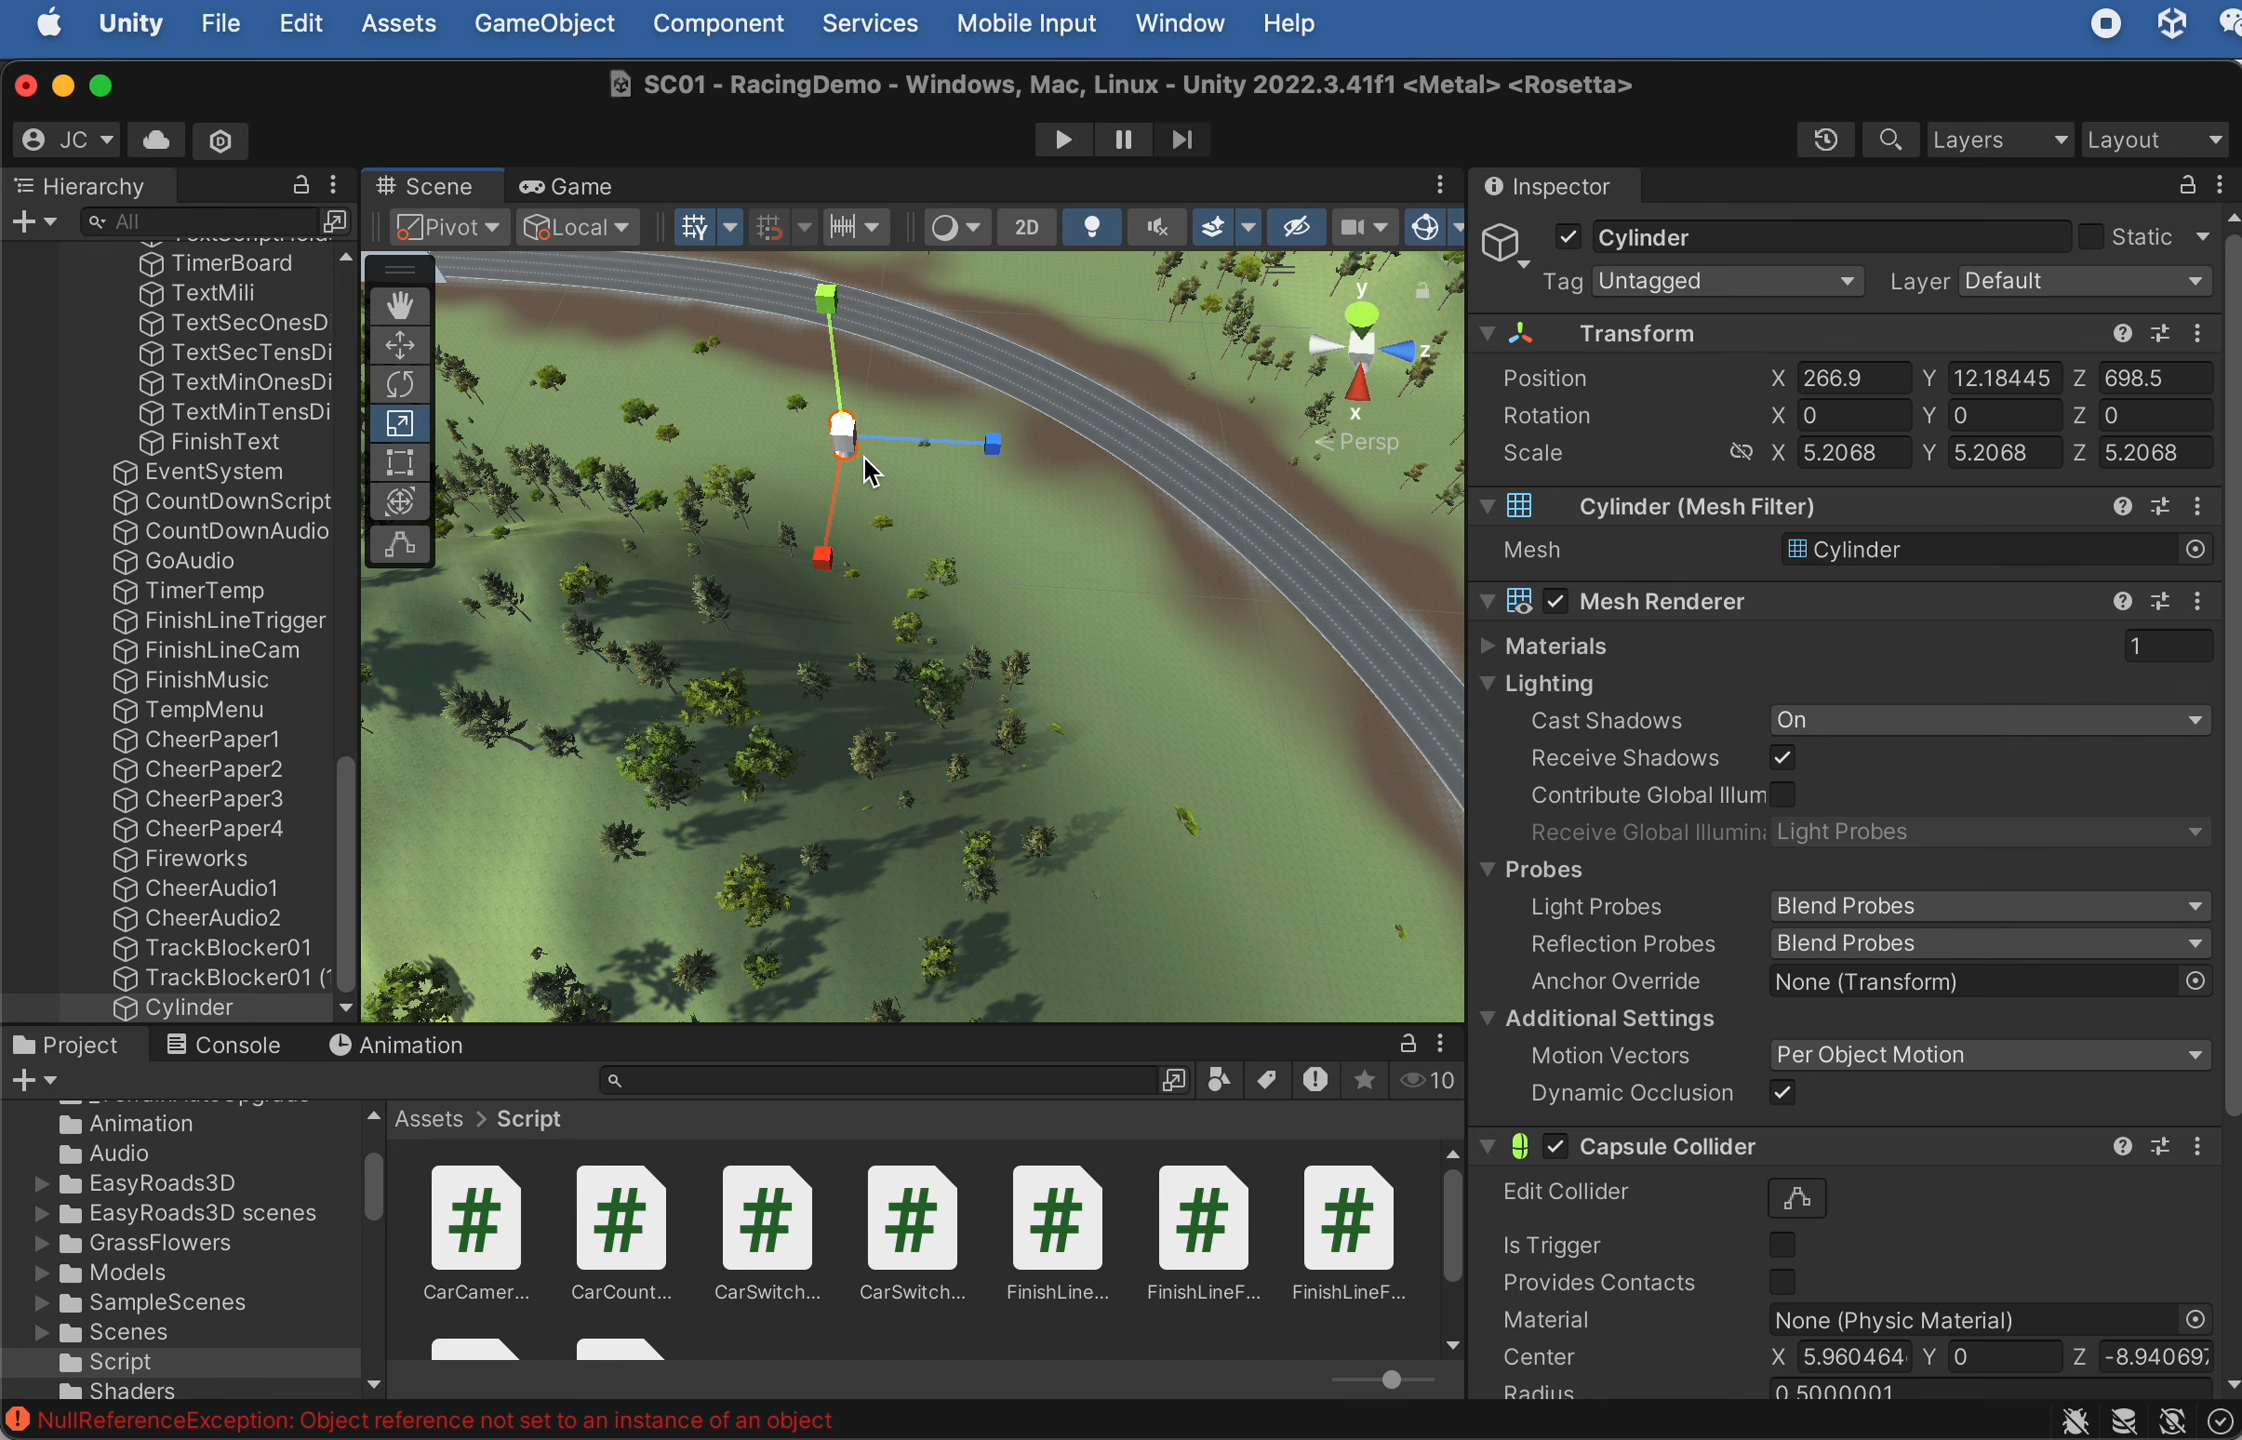 Unity File Edit Assets GameObject Component Services Mobile Input Window Help
SC01 - RacingDemo - Windows, Mac, Linux - Unity 2022.3.41f1 <Metal> <Rosetta>
JC
Layers
Layout
Hierarchy
All
TimerBoard
TextMili
TextSecOnesDi
TextSecTensDi
TextMinOnesDi
TextMinTensDi
FinishText
EventSystem
CountDownScript
CountDownAudio
GoAudio
TimerTemp
FinishLineTrigger
FinishLineCam
FinishMusic
TempMenu
CheerPaper1
CheerPaper2
CheerPaper3
CheerPaper4
Fireworks
CheerAudio1
CheerAudio2
TrackBlocker01
TrackBlocker01 (1
Cylinder
Scene
Game
Pivot
Local
2D
y
z
x
Persp
Inspector
Cylinder
Static
Tag Untagged
Layer Default
Transform
Position X 266.9 Y 12.18445 Z 698.5
Rotation X 0 Y 0 Z 0
Scale X 5.2068 Y 5.2068 Z 5.2068
Cylinder (Mesh Filter)
Mesh Cylinder
Mesh Renderer
Materials 1
Lighting
Cast Shadows On
Receive Shadows
Contribute Global Illum
Receive Global Illumina Light Probes
Probes
Light Probes Blend Probes
Reflection Probes Blend Probes
Anchor Override None (Transform)
Additional Settings
Motion Vectors Per Object Motion
Dynamic Occlusion
Capsule Collider
Edit Collider
Is Trigger
Provides Contacts
Material None (Physic Material)
Center X 5.960464 Y 0 Z -8.940697
Radius 0.5000001
Project
Console
Animation
10
Animation
Audio
EasyRoads3D
EasyRoads3D scenes
GrassFlowers
Models
SampleScenes
Scenes
Script
Shaders
Assets > Script
CarCamer...
CarCount...
CarSwitch...
CarSwitch...
FinishLine...
FinishLineF...
FinishLineF...
NullReferenceException: Object reference not set to an instance of an object